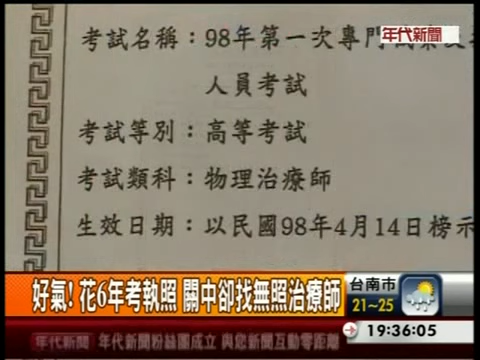 年代新聞
考試名稱：98年第一次專門
人員考試
考試等別：高等考試
考試類科：物理治療師
生效日期：以民國98年4月14日榜示
好氣! 花6年考執照 關中卻找無照治療師
台南市
21~25
19:36:05
年代新聞 年代新聞粉絲團成立 與您新聞互動零距離